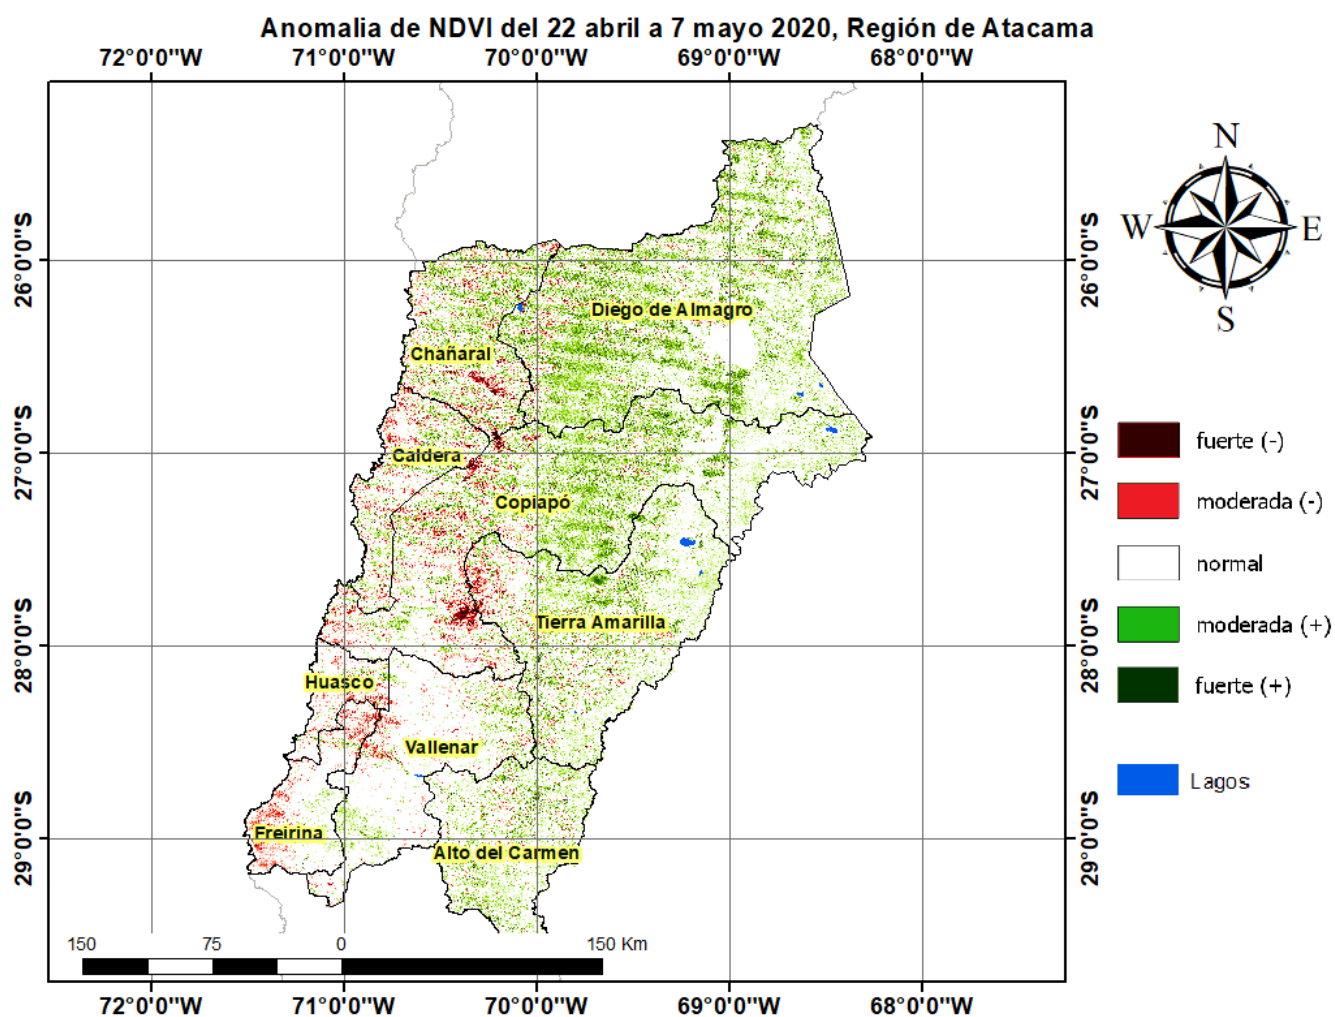 Anomalia de NDVI del 22 abril a 7 mayo 2020, Región de Atacama
72°0'0"W 71°0'0"W 70°0'0"W 69°0'0"W 68°0'0"W
N
W E
S
26°0'0"S 26°0'0"S
Diego de Almagro
Chañaral
27°0'0"S 27°0'0"S
Caldera
Copiapó
fuerte (-)
moderada (-)
normal
moderada (+)
fuerte (+)
Lagos
28°0'0"S 28°0'0"S
Tierra Amarilla
Huasco
Vallenar
29°0'0"S 29°0'0"S
Freirina
Alto del Carmen
150 75 0 150 Km
72°0'0"W 71°0'0"W 70°0'0"W 69°0'0"W 68°0'0"W